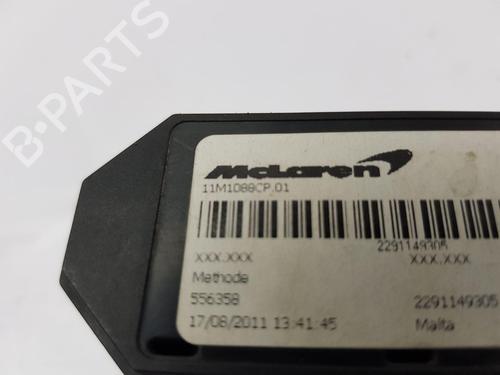 B-PARTS
McLaren
11M1088CP.01
2291149305
XXX.XXX XXX.XXX
Methode
556358 2291149305
17/08/2011 13:41:45 Malta